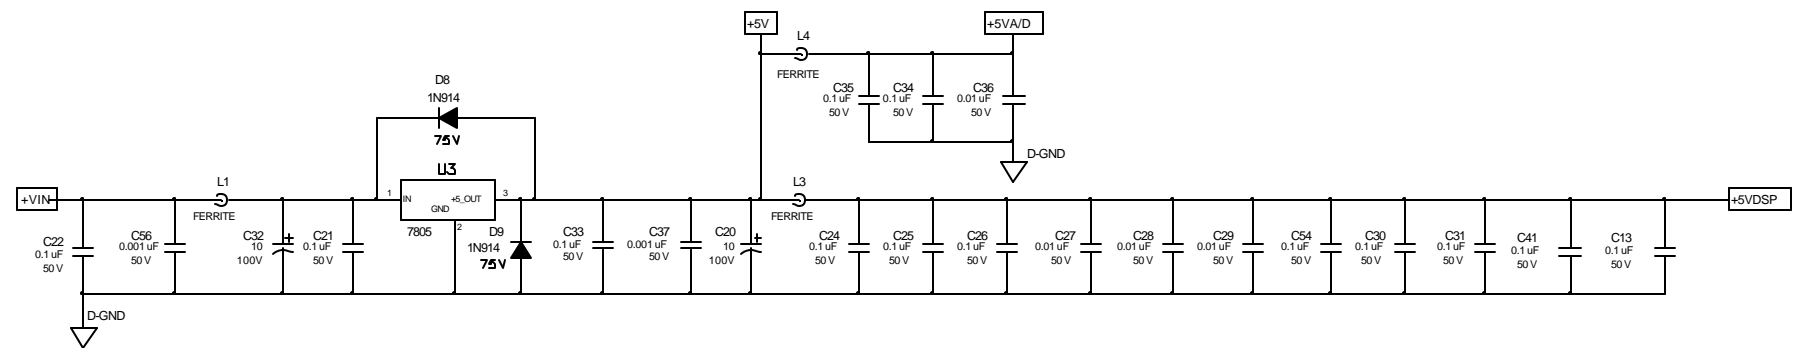 +5V
+5VA/D
L4
FERRITE
C35
0.1 uF
50 V
C34
0.1 uF
50 V
C36
0.01 uF
50 V
D-GND
D8
1N914
75V
U3
1
IN
+5_OUT
GND
3
2
7805
+VIN
L1
FERRITE
C22
0.1 uF
50 V
C56
0.001 uF
50 V
C32
10
100V
+
C21
0.1 uF
50 V
D9
1N914
75V
C33
0.1 uF
50 V
C37
0.001 uF
50 V
C20
10
100V
+
L3
FERRITE
C24
0.1 uF
50 V
C25
0.1 uF
50 V
C26
0.1 uF
50 V
C27
0.01 uF
50 V
C28
0.01 uF
50 V
C29
0.01 uF
50 V
C54
0.1 uF
50 V
C30
0.1 uF
50 V
C31
0.1 uF
50 V
C41
0.1 uF
50 V
C13
0.1 uF
50 V
+5VDSP
D-GND